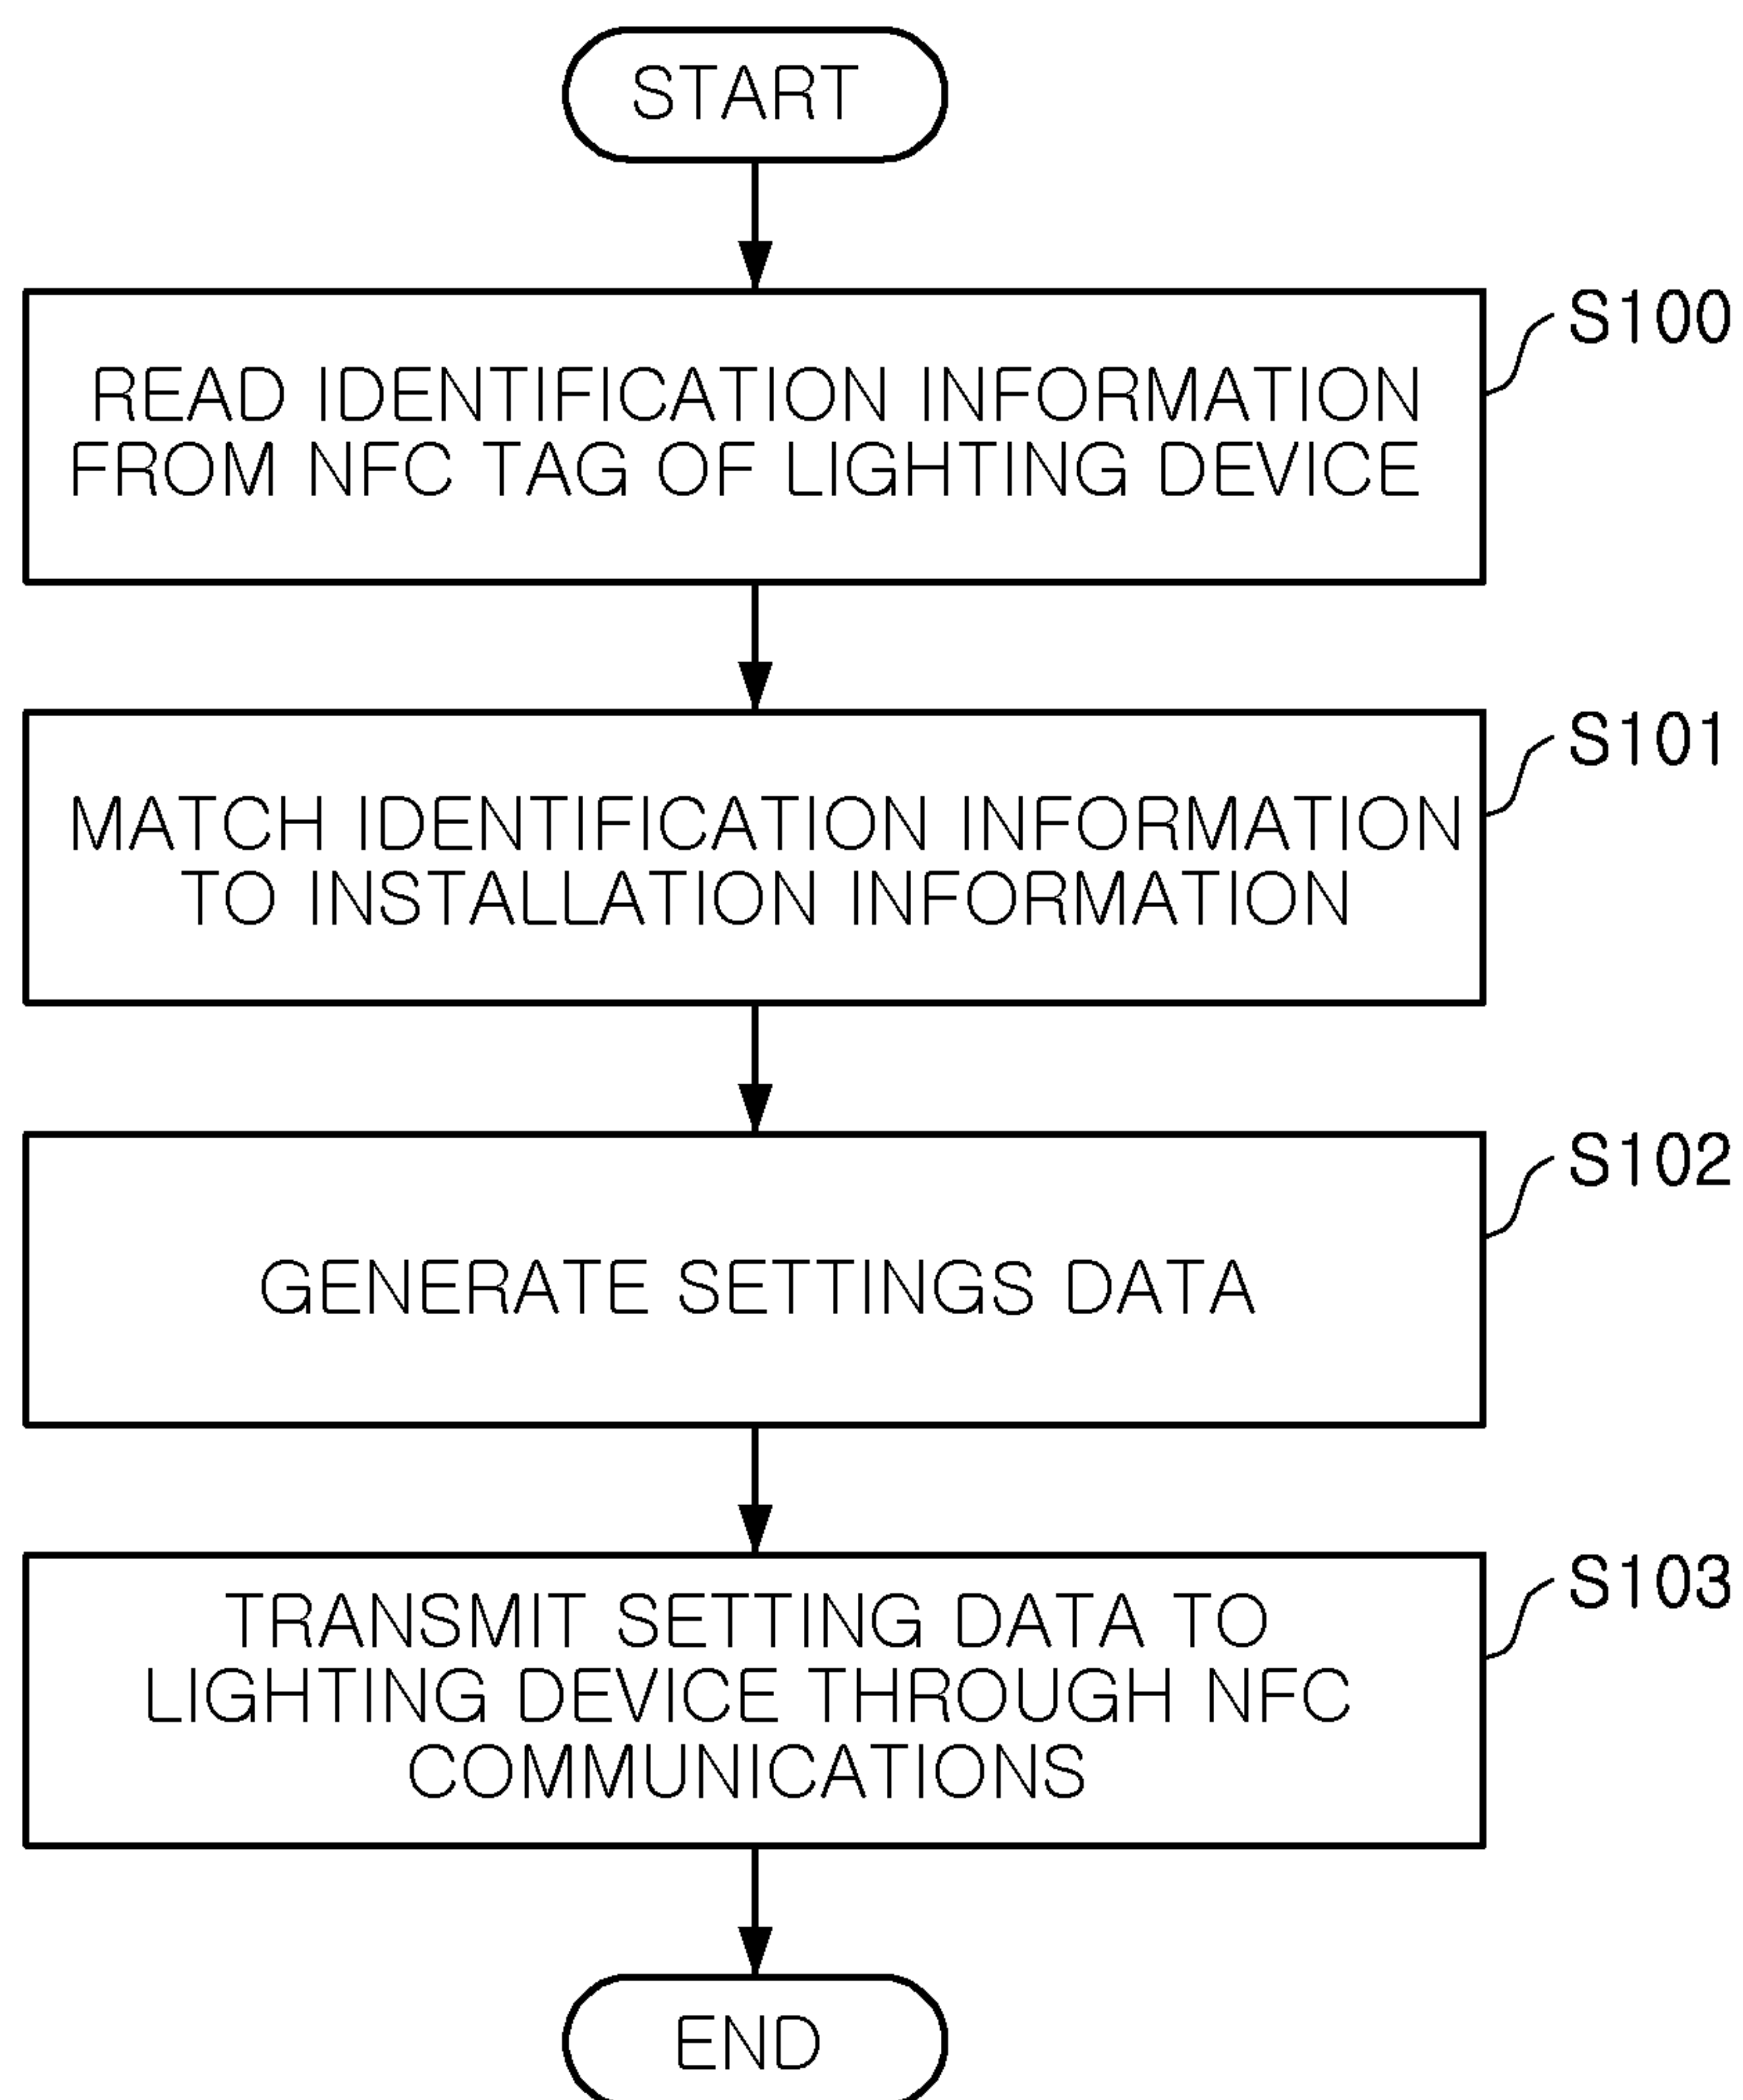 START
S100
READ IDENTIFICATION INFORMATION
FROM NFC TAG OF LIGHTING DEVICE
S101
MATCH IDENTIFICATION INFORMATION
TO INSTALLATION INFORMATION
S102
GENERATE SETTINGS DATA
S103
TRANSMIT SETTING DATA TO
LIGHTING DEVICE THROUGH NFC
COMMUNICATIONS
END